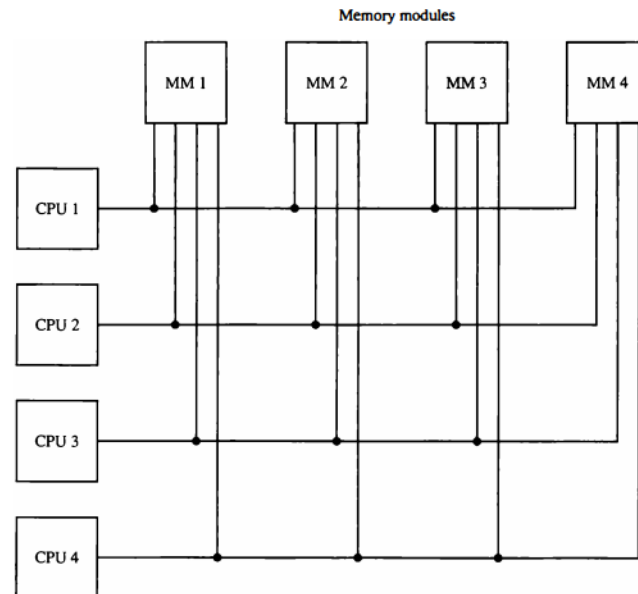 Memory modules
MM 1
MM 2
MM 3
MM 4
CPU 1
CPU 2
CPU 3
CPU 4